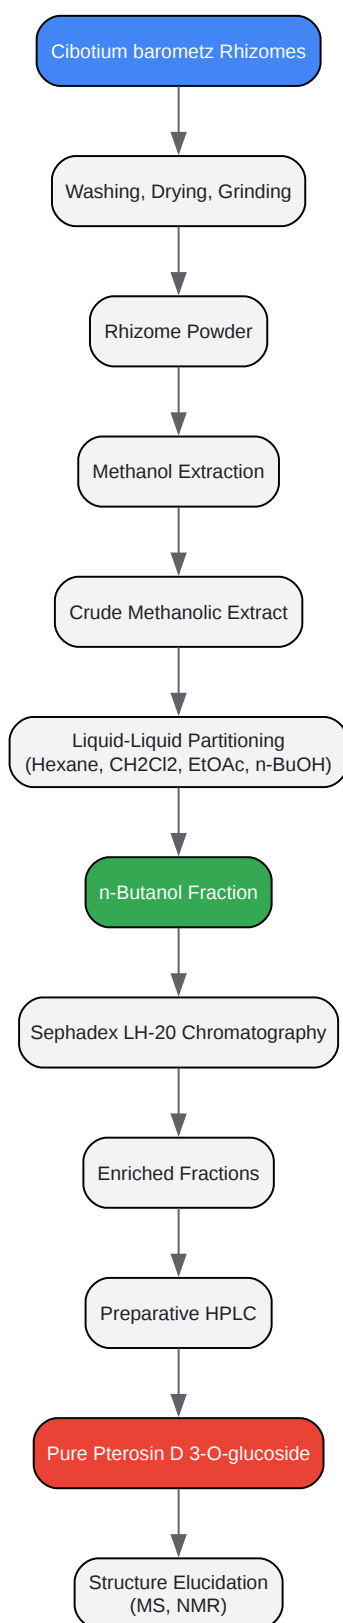 Cibotium barometz Rhizomes
Washing, Drying, Grinding
Rhizome Powder
Methanol Extraction
Crude Methanolic Extract
Liquid-Liquid Partitioning
(Hexane, CH2Cl2, EtOAc, n-BuOH)
n-Butanol Fraction
Sephadex LH-20 Chromatography
Enriched Fractions
Preparative HPLC
Pure Pterosin D 3-O-glucoside
Structure Elucidation
(MS, NMR)